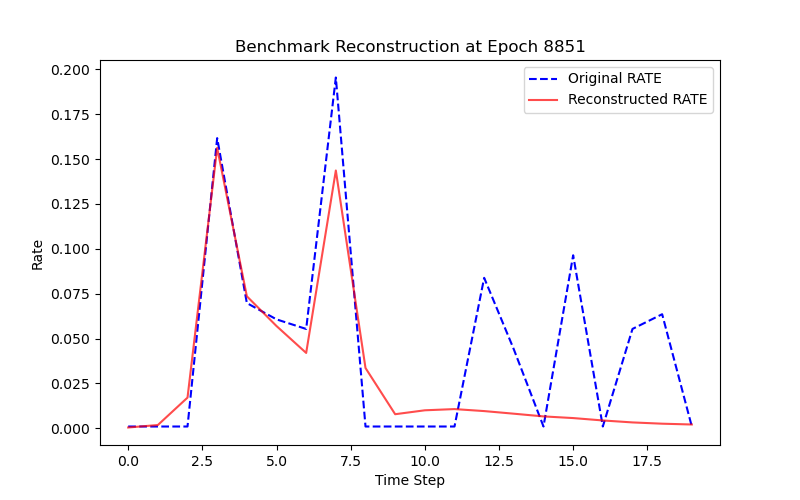 Benchmark Reconstruction at Epoch 8851
Original RATE
Reconstructed RATE
0.200
0.175
0.150
0.125
0.100
0.075
0.050
0.025
0.000
Rate
0.0 2.5 5.0 7.5 10.0 12.5 15.0 17.5
Time Step